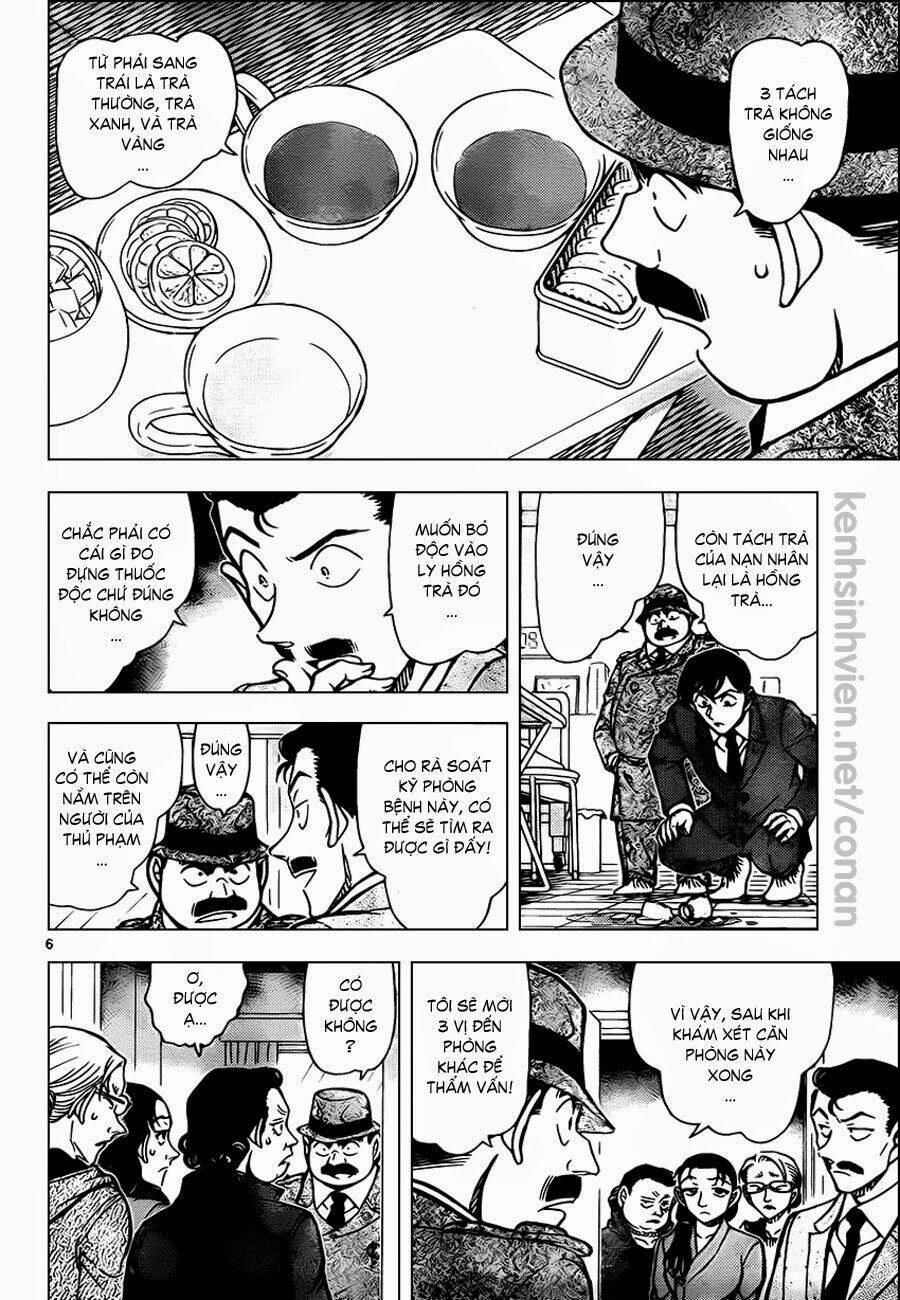 3 TÁCH
TRÀ KHÔNG
GIỐNG
NHAU
...
TỪ PHẢI SANG
TRÁI LÀ TRÀ
THƯỜNG, TRÀ
XANH, VÀ TRÀ
VÀNG
...
CÒN TÁCH TRÀ
CỦA NẠN NHÂN
LẠI LÀ HỒNG
TRÀ...
ĐÚNG
VẬY
...
MUỐN BỎ
ĐỘC VÀO
LY HỒNG
TRÀ ĐÓ
CHẮC PHẢI CÓ
CÁI GÌ ĐÓ
ĐỰNG THUỐC
ĐỘC CHỨ ĐÚNG
KHÔNG
...
CHO RÀ SOÁT
KỸ PHÒNG
BỆNH NÀY, CÓ
THỂ SẼ TÌM RA
ĐƯỢC GÌ ĐẤY!
ĐÚNG
VẬY
...
VÀ CŨNG
CÓ THỂ CÒN
NẰM TRÊN
NGƯỜI CỦA
THỦ PHẠM
...
6
VÌ VẬY, SAU KHI
KHÁM XÉT CĂN
PHÒNG NÀY
XONG
...
TÔI SẼ MỜI
3 VỊ ĐẾN
PHÒNG
KHÁC ĐỂ
THẨM VẤN!
CÓ
ĐƯỢC
KHÔNG
?
Ơ,
ĐƯỢC
Ạ...
kenhsinhvien.net/conan